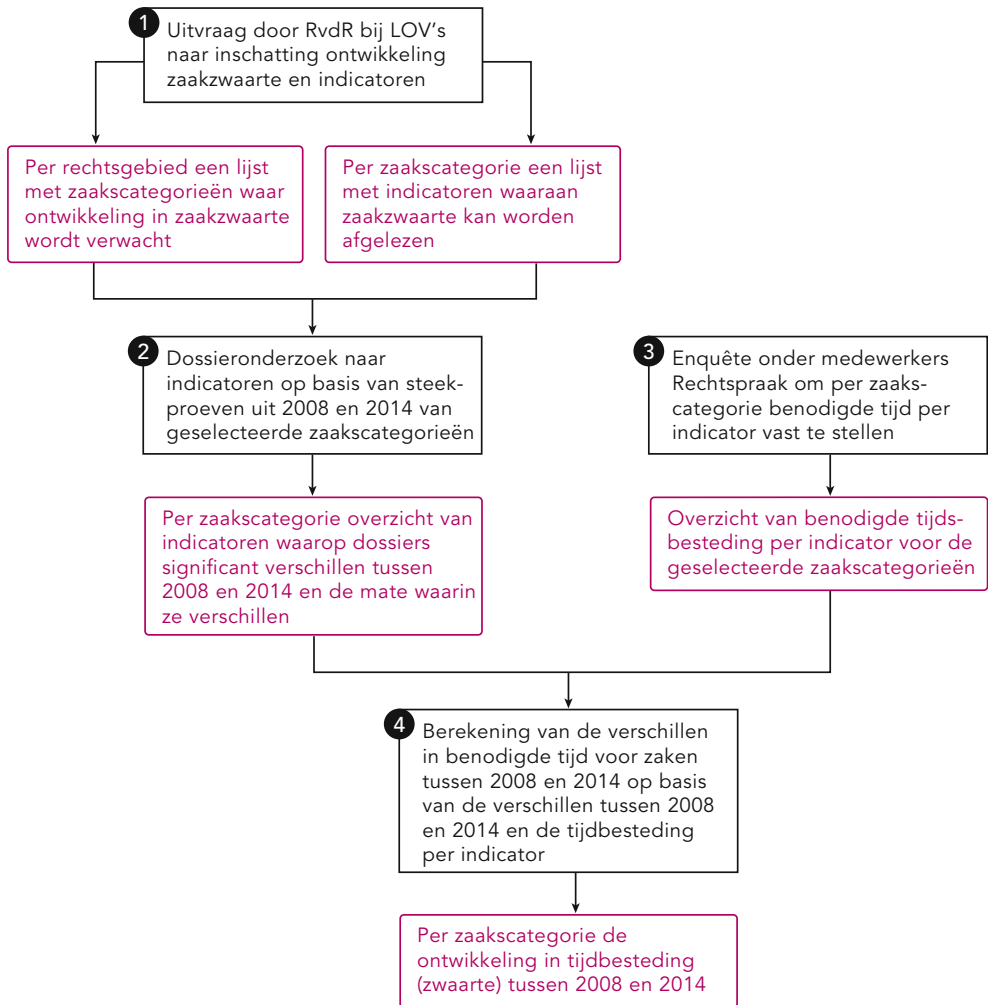 1
Uitvraag door RvdR bij LOV's
naar inschatting ontwikkeling
zaakzwaarte en indicatoren
Per rechtsgebied een lijst
met zaakscategorieën waar
ontwikkeling in zaakzwaarte
wordt verwacht
Per zaakscategorie een lijst
met indicatoren waaraan
zaakzwaarte kan worden
afgelezen
2
Dossieronderzoek naar
indicatoren op basis van steek-
proeven uit 2008 en 2014 van
geselecteerde zaakscategorieën
3
Enquête onder medewerkers
Rechtspraak om per zaaks-
categorie benodigde tijd per
indicator vast te stellen
Per zaakscategorie overzicht van
indicatoren waarop dossiers
significant verschillen tussen
2008 en 2014 en de mate waarin
ze verschillen
Overzicht van benodigde tijds-
besteding per indicator voor de
geselecteerde zaakscategorieën
4
Berekening van de verschillen
in benodigde tijd voor zaken
tussen 2008 en 2014 op basis
van de verschillen tussen 2008
en 2014 en de tijdbesteding
per indicator
Per zaakscategorie de
ontwikkeling in tijdbesteding
(zwaarte) tussen 2008 en 2014